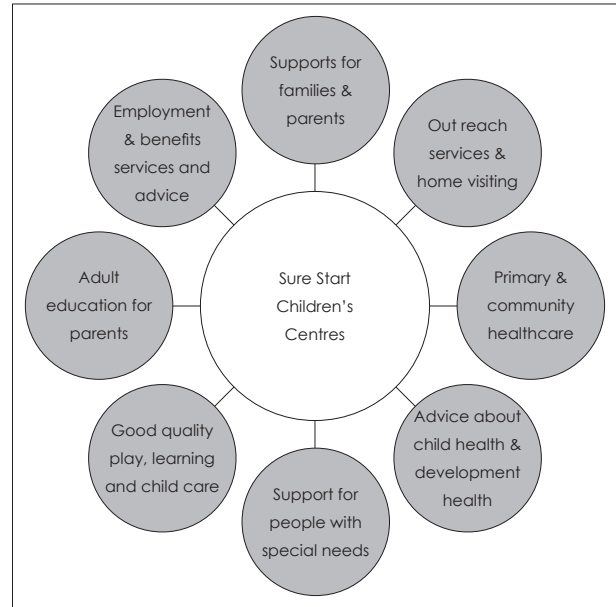 Supports for
families &
parents
Out reach
services &
home visiting
Primary &
community
healthcare
Advice about
child health &
development
health
Support for
people with
special needs
Good quality
play, learning
and child care
Adult
education for
parents
Employment
& benefits
services and
advice
Sure Start
Children’s
Centres